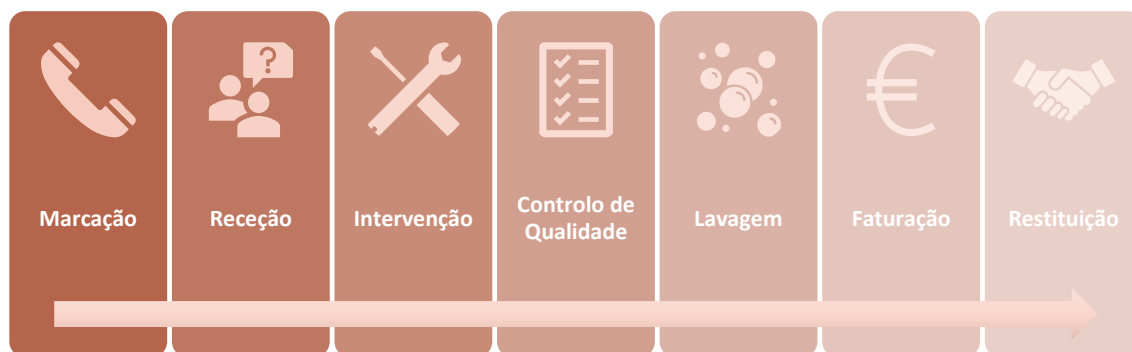 Marcação
Receção
Intervenção
Controlo de
Qualidade
Lavagem
Faturação
Restituição